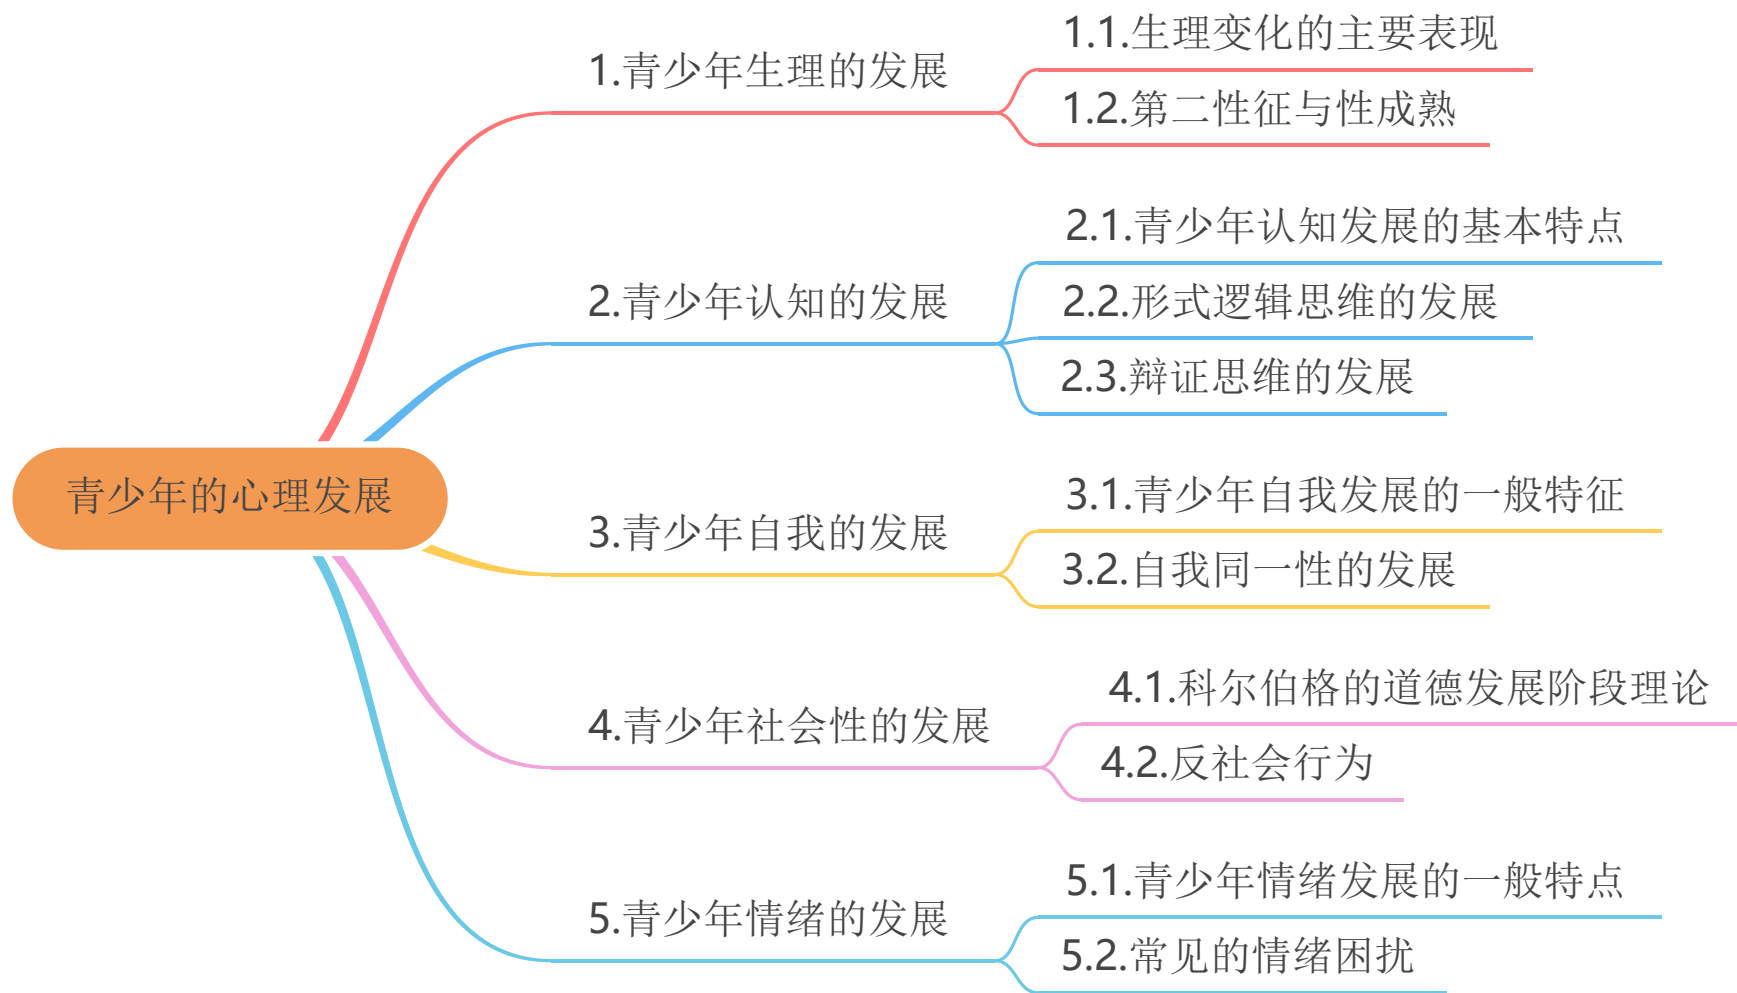 青少年的心理发展
1.青少年生理的发展
1.1.生理变化的主要表现
1.2.第二性征与性成熟
2.青少年认知的发展
2.1.青少年认知发展的基本特点
2.2.形式逻辑思维的发展
2.3.辩证思维的发展
3.青少年自我的发展
3.1.青少年自我发展的一般特征
3.2.自我同一性的发展
4.青少年社会性的发展
4.1.科尔伯格的道德发展阶段理论
4.2.反社会行为
5.青少年情绪的发展
5.1.青少年情绪发展的一般特点
5.2.常见的情绪困扰